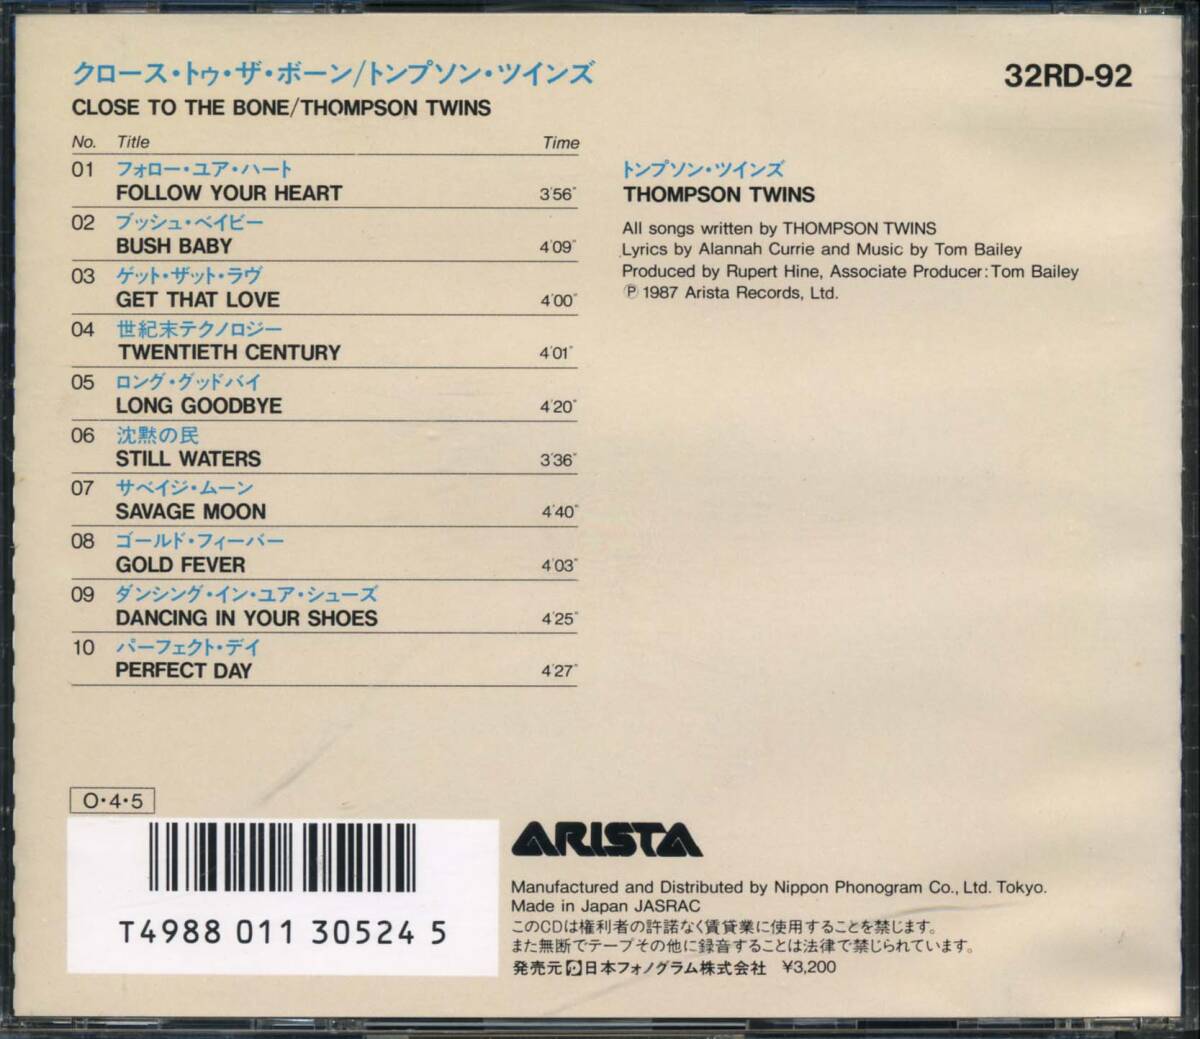 クロース・トゥ・ザ・ボーン/トンプソン・ツインズ
32RD-92
CLOSE TO THE BONE/THOMPSON TWINS
No. Title Time
01 フォロー・ユア・ハート
FOLLOW YOUR HEART 3'56"
02 ブッシュ・ベイビー
BUSH BABY 4'09"
03 ゲット・ザット・ラヴ
GET THAT LOVE 4'00"
04 世紀末テクノロジー
TWENTIETH CENTURY 4'01"
05 ロング・グッドバイ
LONG GOODBYE 4'20"
06 沈黙の民
STILL WATERS 3'36"
07 サベイジ・ムーン
SAVAGE MOON 4'40"
08 ゴールド・フィーバー
GOLD FEVER 4'03"
09 ダンシング・イン・ユア・シューズ
DANCING IN YOUR SHOES 4'25"
10 パーフェクト・デイ
PERFECT DAY 4'27"
トンプソン・ツインズ
THOMPSON TWINS
All songs written by THOMPSON TWINS
Lyrics by Alannah Currie and Music by Tom Bailey
Produced by Rupert Hine, Associate Producer: Tom Bailey
Ⓟ 1987 Arista Records, Ltd.
O・4・5
T4988 011 30524 5
ARISTA
Manufactured and Distributed by Nippon Phonogram Co., Ltd. Tokyo.
Made in Japan JASRAC
このCDは権利者の許諾なく賃貸業に使用することを禁じます。
また無断でテープその他に録音することは法律で禁じられています。
発売元 日本フォノグラム株式会社 ¥3,200